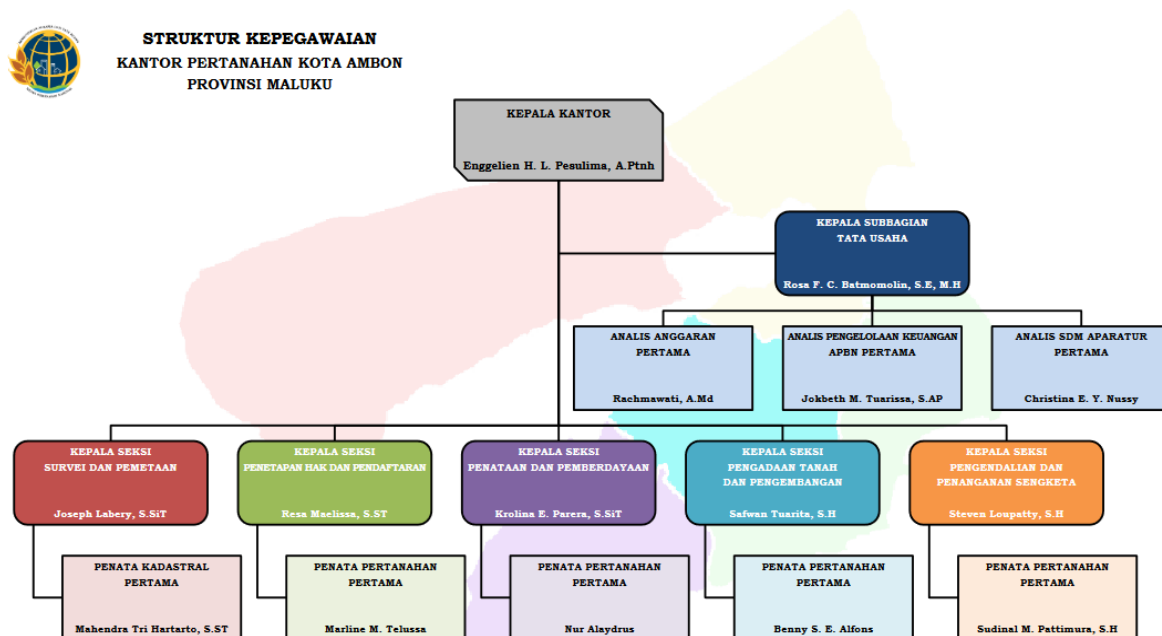 STRUKTUR KEPEGAWAIAN
KANTOR PERTANAHAN KOTA AMBON
PROVINSI MALUKU
KEPALA KANTOR
Enggelien H. L. Pesulima, A.Ptnh
KEPALA SUBBAGIAN
TATA USAHA
Rosa F. C. Batmomolin, S.E, M.H
ANALIS ANGGARAN
PERTAMA
Rachmawati, A.Md
ANALIS PENGELOLAAN KEUANGAN
APBN PERTAMA
Jokbeth M. Tuarissa, S.AP
ANALIS SDM APARATUR
PERTAMA
Christina E. Y. Nussy
KEPALA SEKSI
SURVEI DAN PEMETAAN
Joseph Labery, S.SiT
KEPALA SEKSI
PENETAPAN HAK DAN PENDAFTARAN
Resa Maelissa, S.ST
KEPALA SEKSI
PENATAAN DAN PEMBERDAYAAN
Krolina E. Parera, S.SiT
KEPALA SEKSI
PENGADAAN TANAH
DAN PENGEMBANGAN
Safwan Tuarita, S.H
KEPALA SEKSI
PENGENDALIAN DAN
PENANGANAN SENGKETA
Steven Loupatty, S.H
PENATA KADASTRAL
PERTAMA
Mahendra Tri Hartarto, S.ST
PENATA PERTANAHAN
PERTAMA
Marline M. Telussa
PENATA PERTANAHAN
PERTAMA
Nur Alaydrus
PENATA PERTANAHAN
PERTAMA
Benny S. E. Alfons
PENATA PERTANAHAN
PERTAMA
Sudinal M. Pattimura, S.H